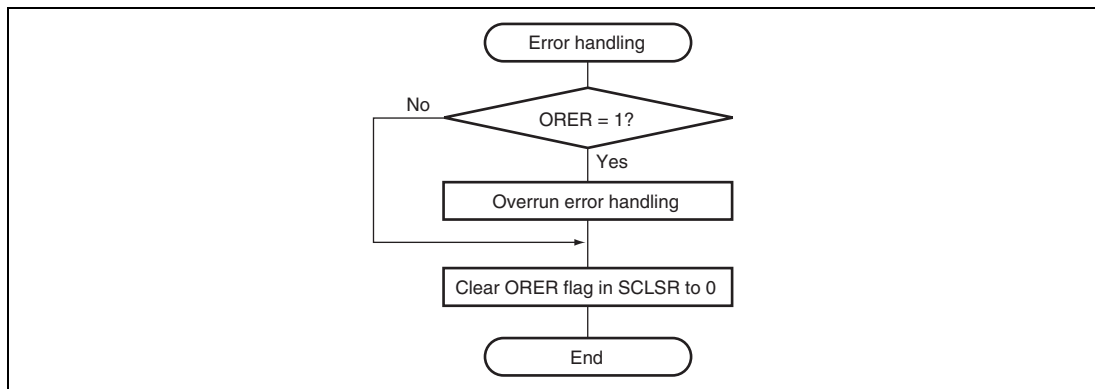 Error handling
No
ORER = 1?
Yes
Overrun error handling
Clear ORER flag in SCLSR to 0
End